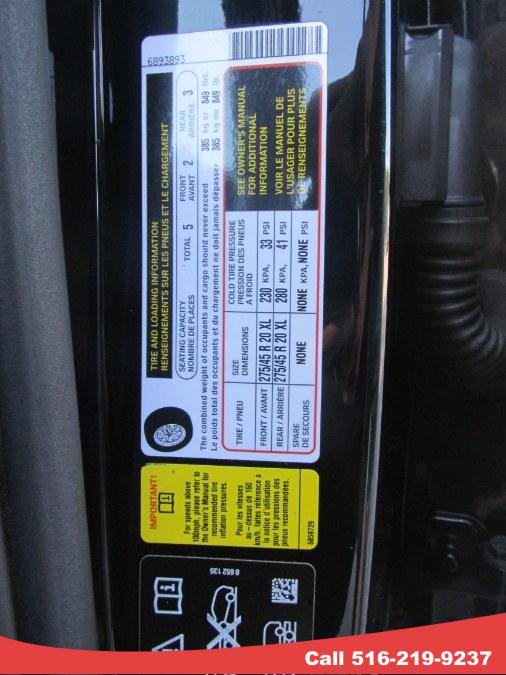 6893893
TIRE AND LOADING INFORMATION
RENSEIGNEMENTS SUR LES PNEUS ET LE CHARGEMENT
SEATING CAPACITY
NOMBRE DE PLACES
TOTAL 5
FRONT
AVANT 2
REAR
ARRIÈRE 3
The combined weight of occupants and cargo should never exceed 385 kg or 849 lbs.
Le poids total des occupants et du chargement ne doit jamais dépasser 385 kg ou 849 lb.
TIRE / PNEU
SIZE
DIMENSIONS
COLD TIRE PRESSURE
PRESSION DES PNEUS
A FROID
FRONT / AVANT 275/45 R 20 XL 230 KPA, 33 PSI
REAR / ARRIÈRE 275/45 R 20 XL 280 KPA, 41 PSI
SPARE
DE SECOURS
NONE NONE KPA, NONE PSI
SEE OWNER'S MANUAL
FOR ADDITIONAL
INFORMATION
VOIR LE MANUEL DE
L'USAGER POUR PLUS
DE RENSEIGNEMENTS
IMPORTANT!
For speeds above
100mph, please refer to
the Owner's Manual for
recommended tire
inflation pressures
Pour les vitesses
au – dessus de 160
km/h, faites référence à
la notice d'utilisation
pour les pressions des
pneus recommandées.
6859729
8 652 135
Call 516-219-9237